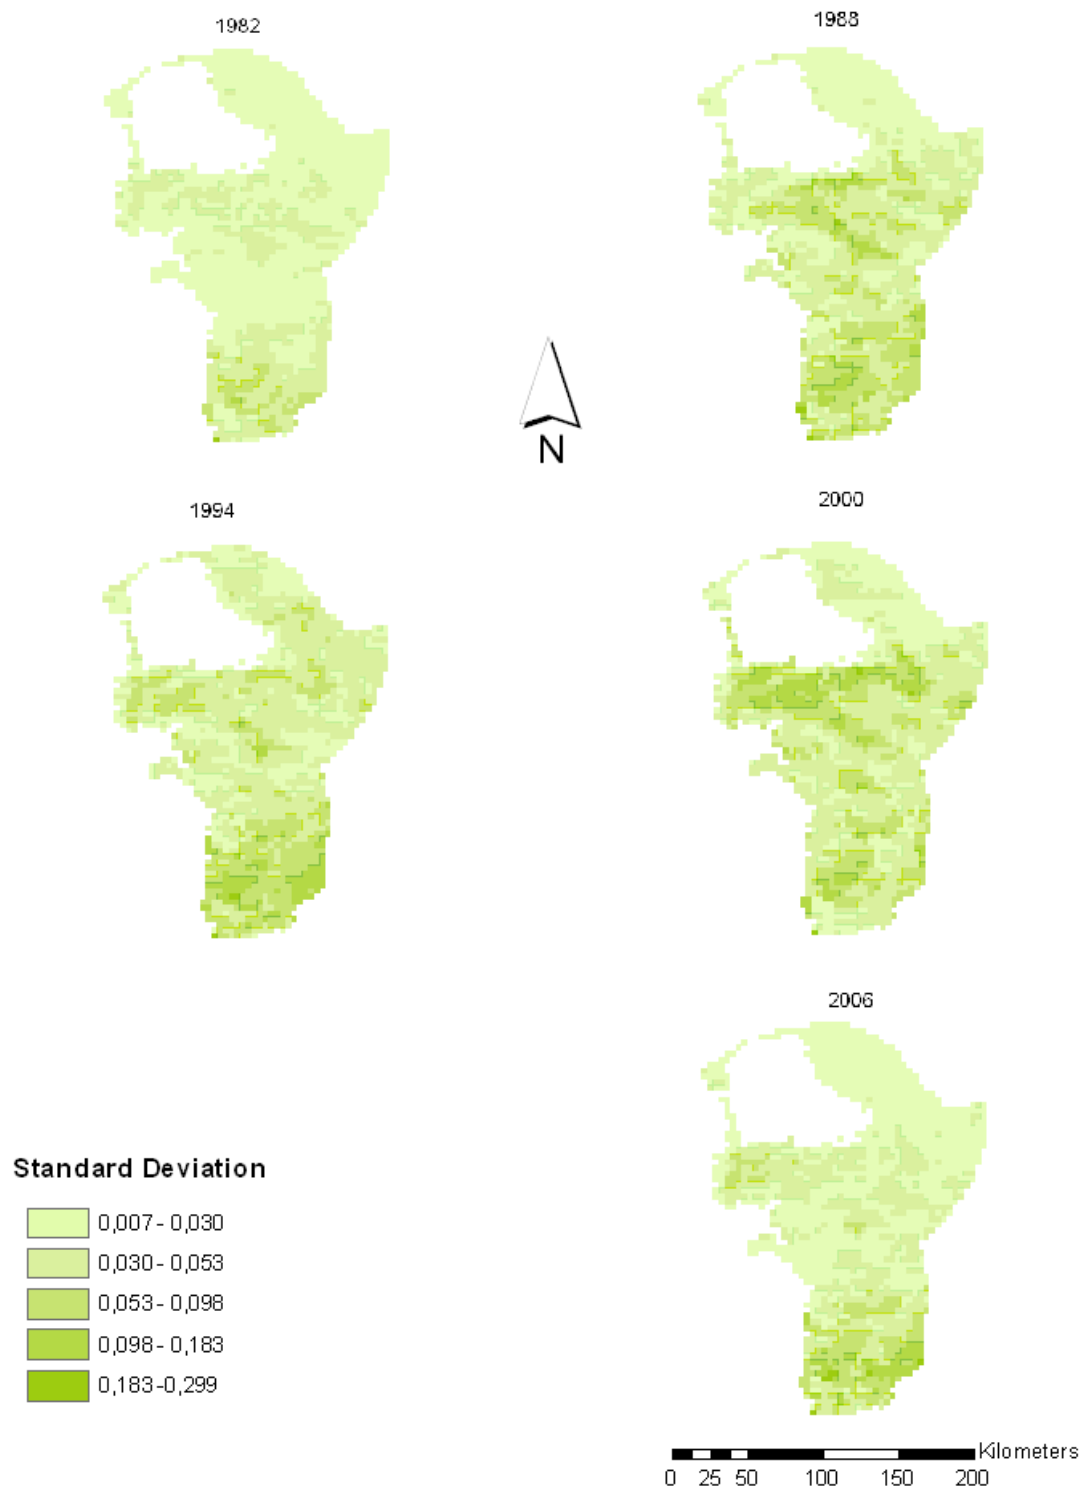 1982
1988
N
1994
2000
2006
Standard Deviation
0,007 - 0,030
0,030 - 0,053
0,053 - 0,098
0,098 - 0,183
0,183 -0,299
Kilometers
0 25 50 100 150 200